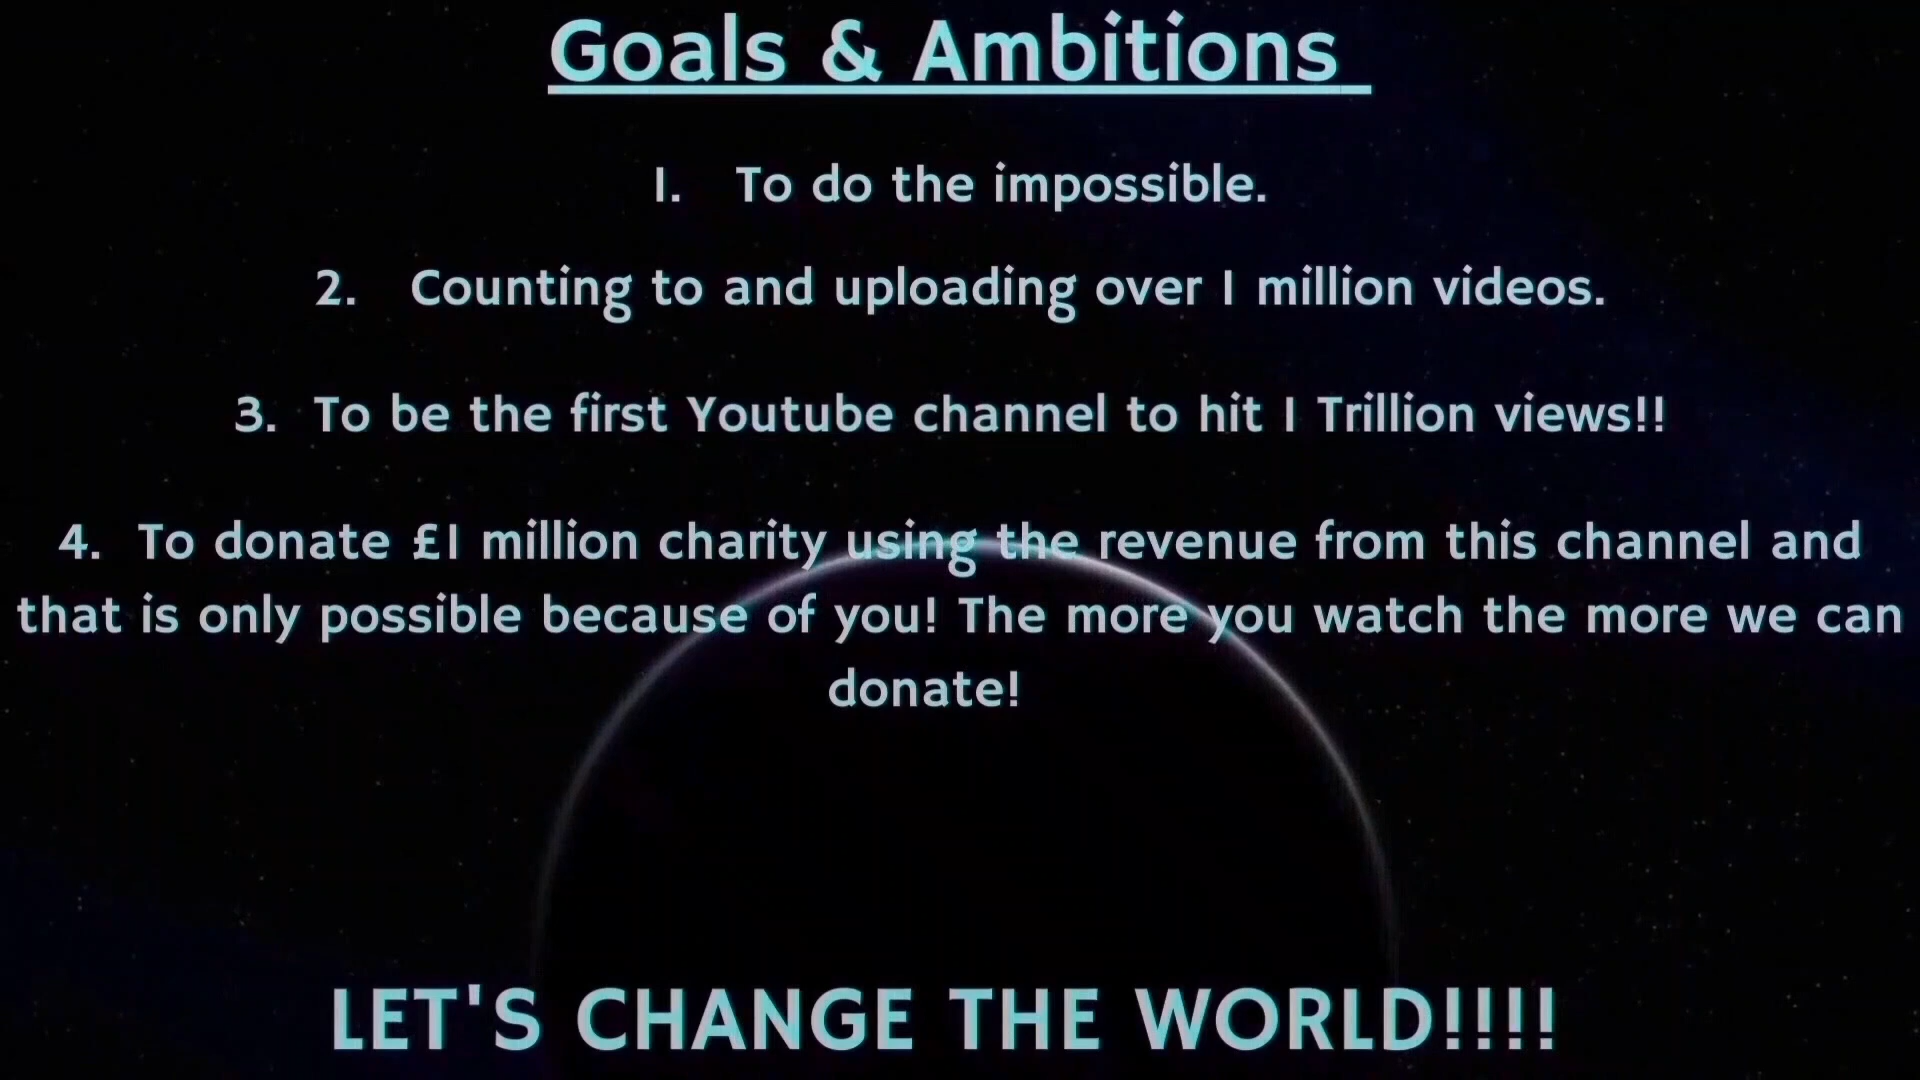 Goals & Ambitions
1. To do the impossible.
2. Counting to and uploading over 1 million videos.
3. To be the first Youtube channel to hit 1 Trillion views!!
4. To donate £1 million charity using the revenue from this channel and
that is only possible because of you! The more you watch the more we can
donate!
LET'S CHANGE THE WORLD!!!!